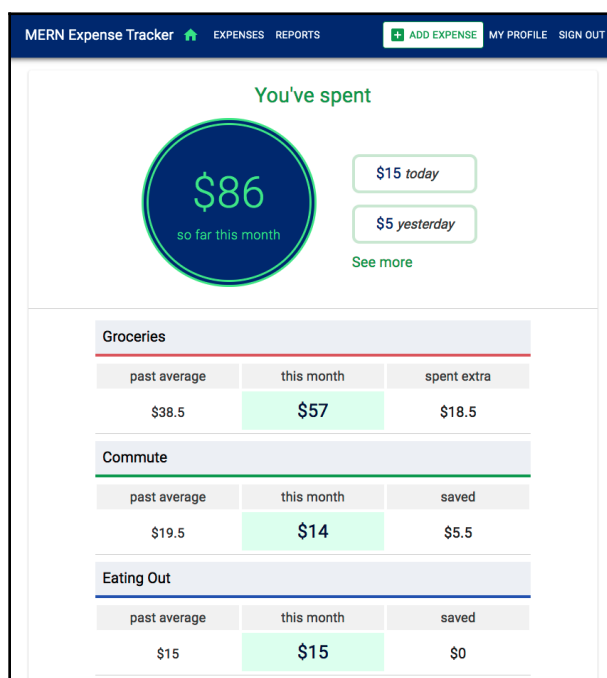 MERN Expense Tracker EXPENSES REPORTS ADD EXPENSE MY PROFILE SIGN OUT
You've spent
$86
so far this month
$15 today
$5 yesterday
See more
Groceries
past average this month spent extra
$38.5 $57 $18.5
Commute
past average this month saved
$19.5 $14 $5.5
Eating Out
past average this month saved
$15 $15 $0